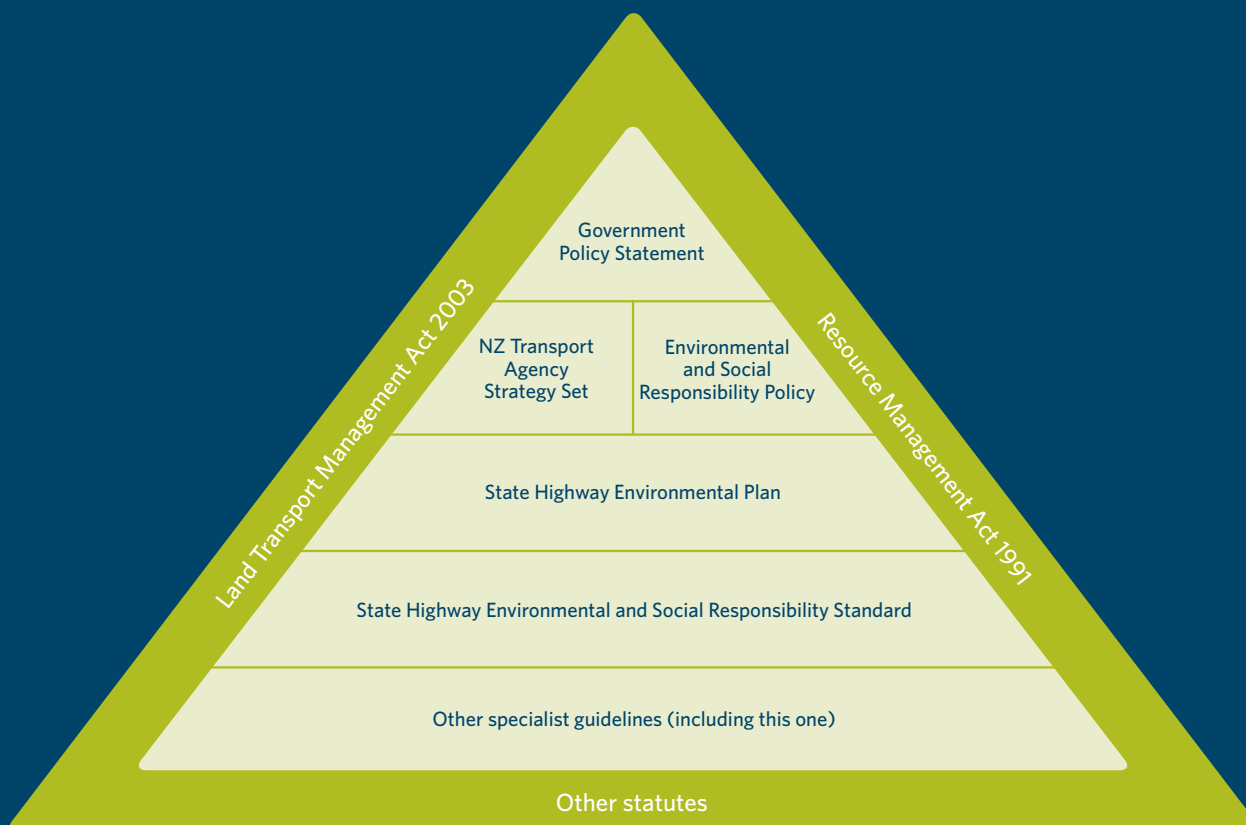 Government
Policy Statement
NZ Transport
Agency
Strategy Set
Environmental
and Social
Responsibility Policy
State Highway Environmental Plan
State Highway Environmental and Social Responsibility Standard
Other specialist guidelines (including this one)
Land Transport Management Act 2003
Resource Management Act 1991
Other statutes